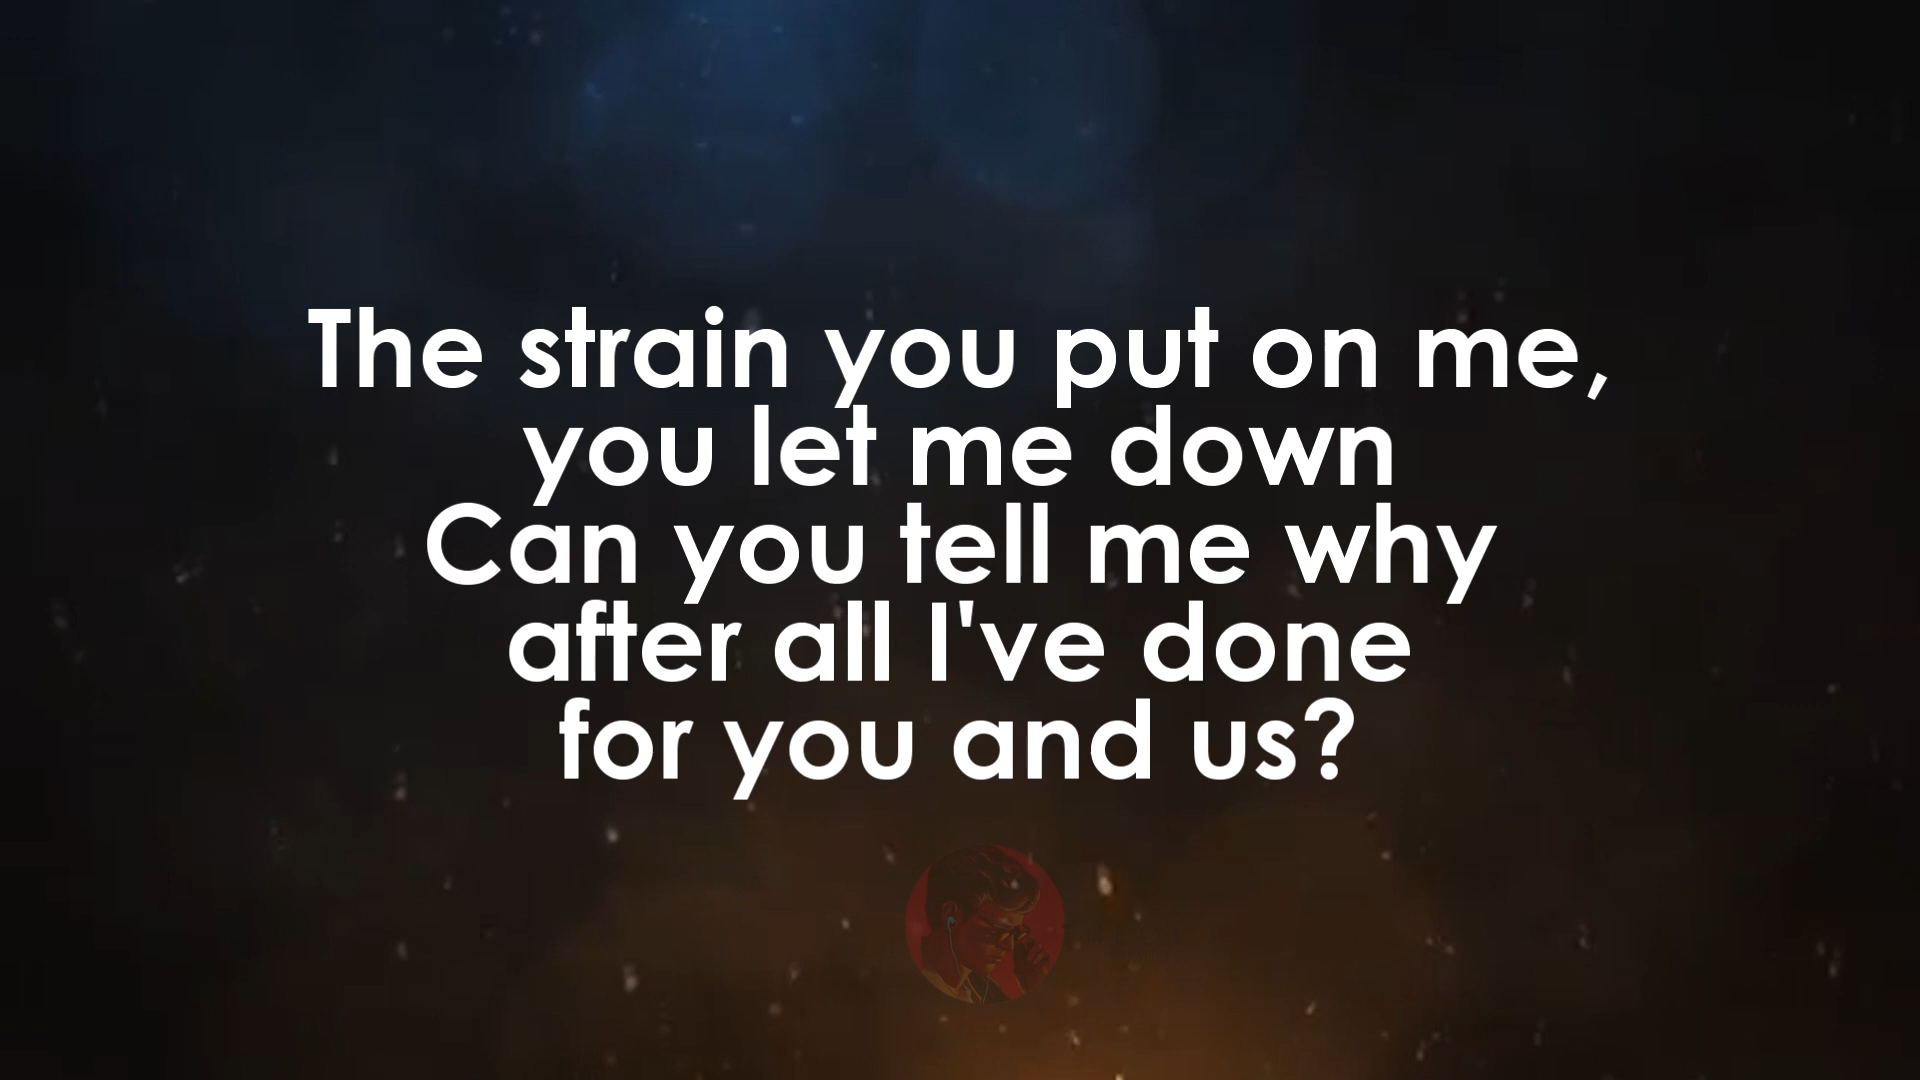 The strain you put on me,
you let me down
Can you tell me why
after all I've done
for you and us?